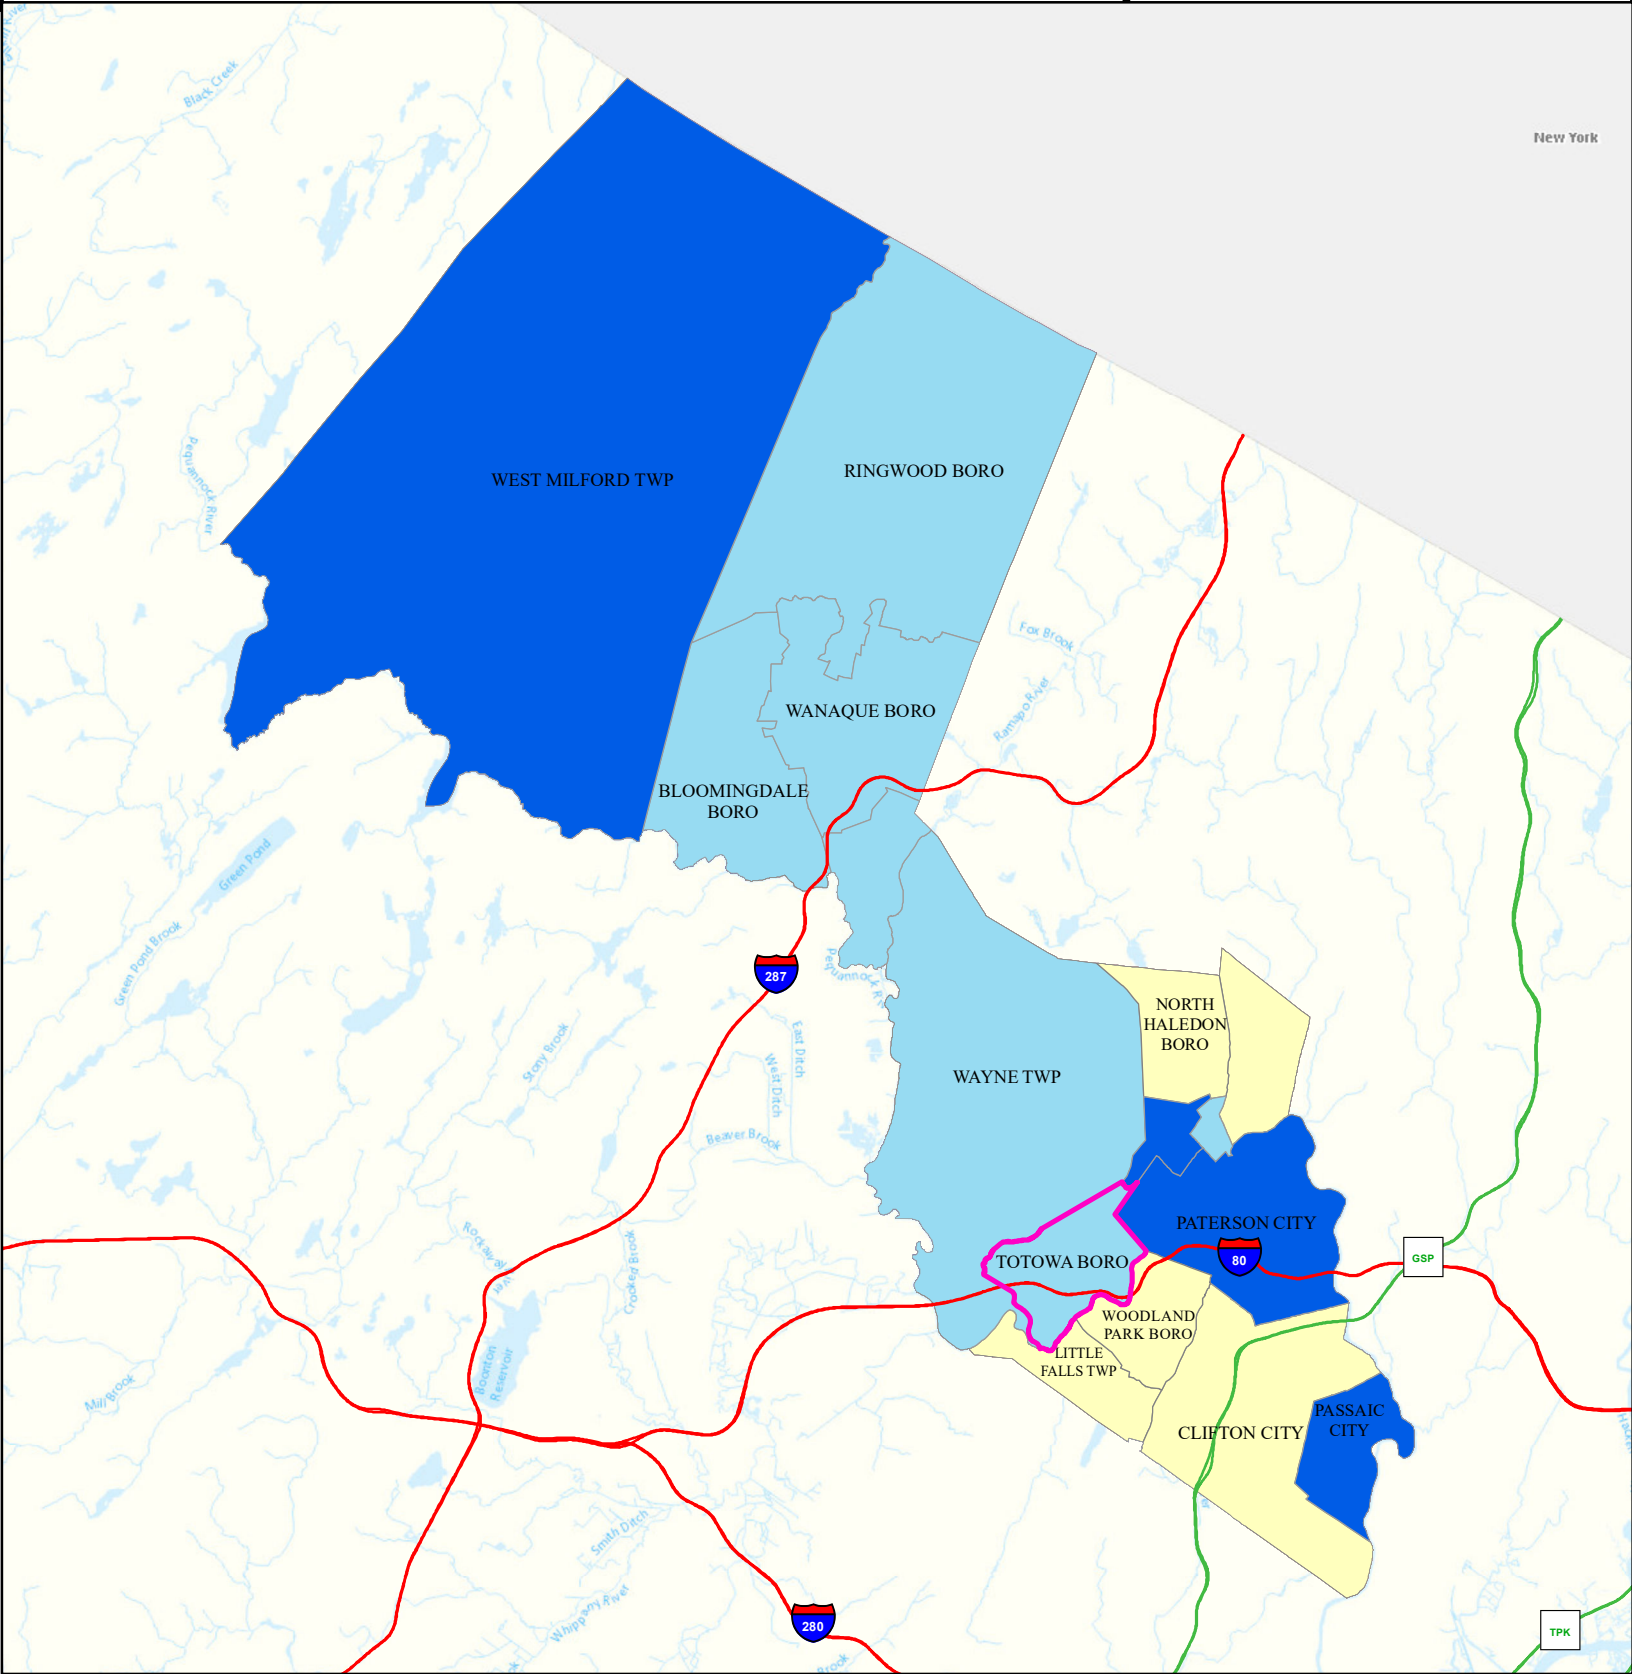 New York
Black Creek
Pequannock River
WEST MILFORD TWP
RINGWOOD BORO
Fox Brook
Ramapo River
WANAQUE BORO
BLOOMINGDALE
BORO
Green Pond
Green Pond Brook
287
Pequannock
Stony Brook
East Ditch
West Ditch
Beaver Brook
NORTH
HALEDON
BORO
WAYNE TWP
PATERSON CITY
80
GSP
TOTOWA BORO
Rockaway
Crooked Brook
WOODLAND
PARK BORO
LITTLE
FALLS TWP
Boonton
Reservoir
Mill Brook
PASSAIC
CITY
CLIFTON CITY
Smith Ditch
Whippany River
280
Brook
TPK